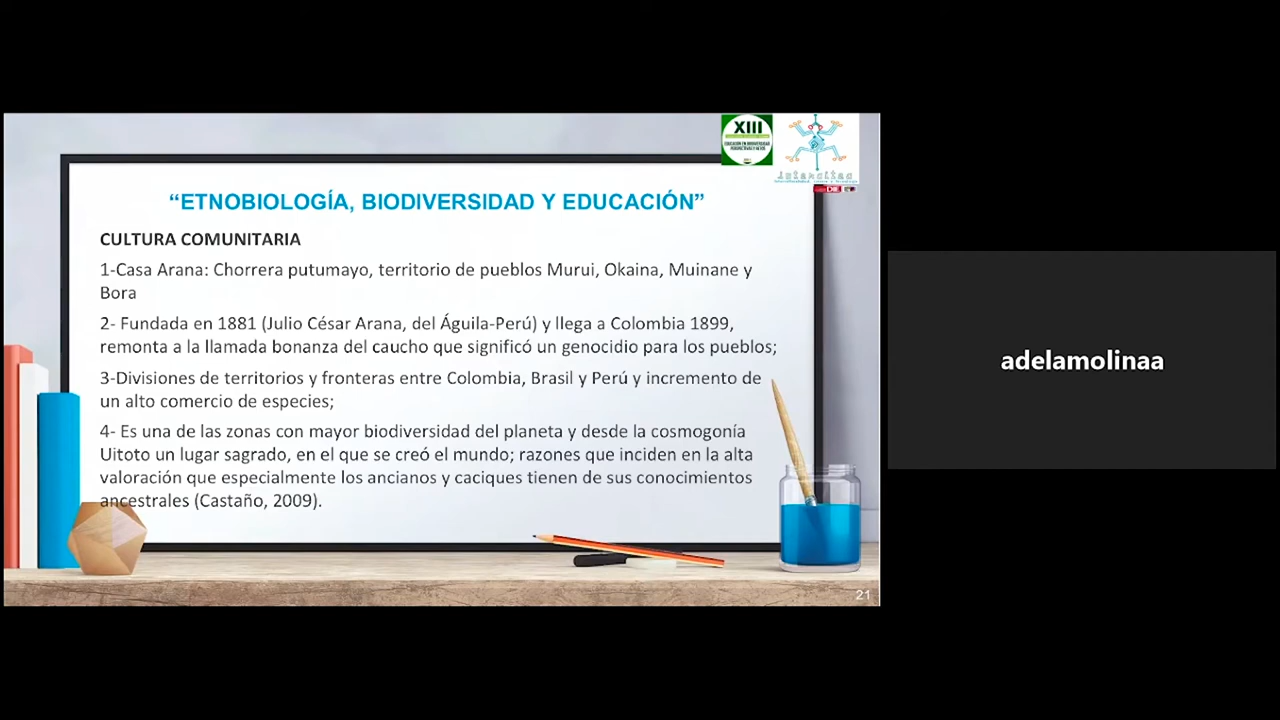 XIII
EDUCACIÓN EN BIODIVERSIDAD
“ETNOBIOLOGÍA, BIODIVERSIDAD Y EDUCACIÓN”
CULTURA COMUNITARIA
1-Casa Arana: Chorrera putumayo, territorio de pueblos Murui, Okaina, Muinane y
Bora
2- Fundada en 1881 (Julio César Arana, del Águila-Perú) y llega a Colombia 1899,
remonta a la llamada bonanza del caucho que significó un genocidio para los pueblos;
3-Divisiones de territorios y fronteras entre Colombia, Brasil y Perú y incremento de
un alto comercio de especies;
4- Es una de las zonas con mayor biodiversidad del planeta y desde la cosmogonía
Uitoto un lugar sagrado, en el que se creó el mundo; razones que inciden en la alta
valoración que especialmente los ancianos y caciques tienen de sus conocimientos
ancestrales (Castaño, 2009).
21
adelamolinaa